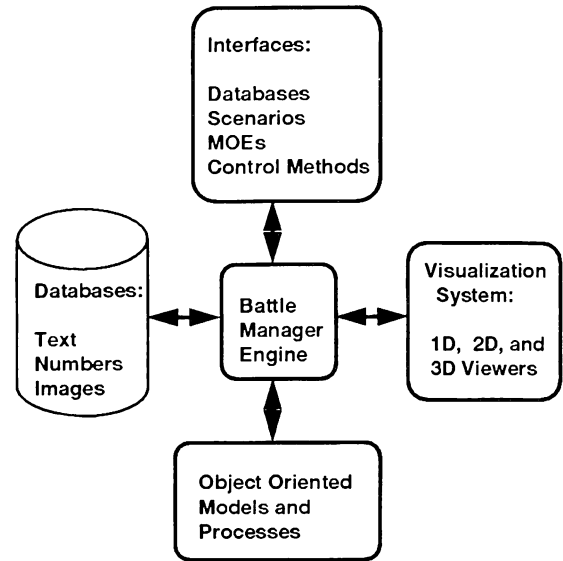 Interfaces:
Databases
Scenarios
MOEs
Control Methods
Databases:
Text
Numbers
Images
Battle
Manager
Engine
Visualization
System:
1D, 2D, and
3D Viewers
Object Oriented
Models and
Processes